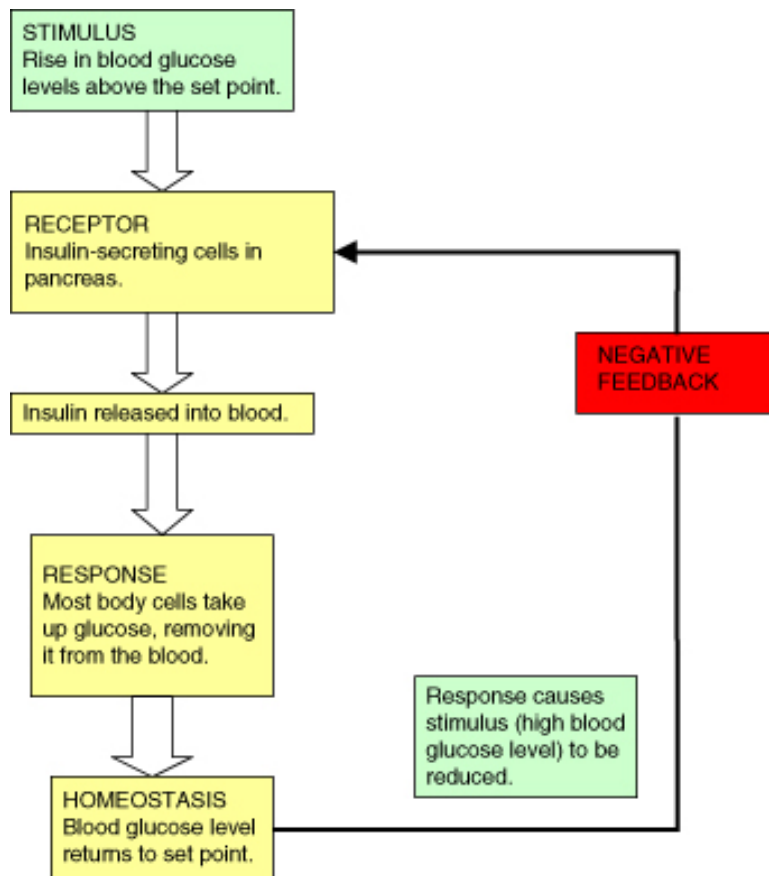 STIMULUS
Rise in blood glucose
levels above the set point.
RECEPTOR
Insulin-secreting cells in
pancreas.
NEGATIVE
FEEDBACK
Insulin released into blood.
RESPONSE
Most body cells take
up glucose, removing
it from the blood.
Response causes
stimulus (high blood
glucose level) to be
reduced.
HOMEOSTASIS
Blood glucose level
returns to set point.